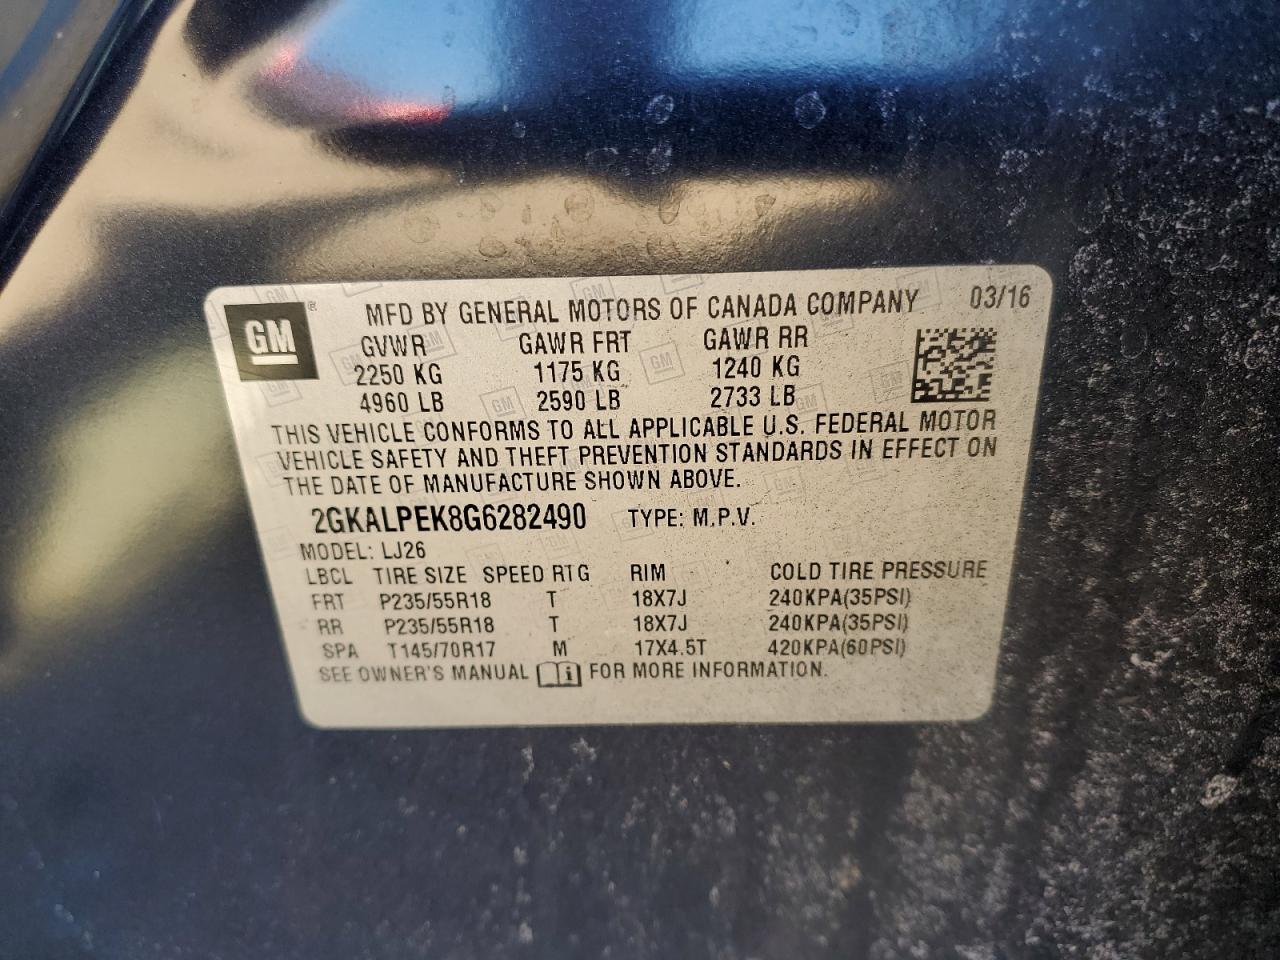 GM ® MFD BY GENERAL MOTORS OF CANADA COMPANY 03/16
GVWR GAWR FRT GAWR RR
2250 KG 1175 KG 1240 KG
4960 LB 2590 LB 2733 LB
THIS VEHICLE CONFORMS TO ALL APPLICABLE U.S. FEDERAL MOTOR
VEHICLE SAFETY AND THEFT PREVENTION STANDARDS IN EFFECT ON
THE DATE OF MANUFACTURE SHOWN ABOVE.
2GKALPEK8G6282490 TYPE: M.P.V.
MODEL: LJ26
LBCL TIRE SIZE SPEED RTG RIM COLD TIRE PRESSURE
FRT P235/55R18 T 18X7J 240KPA(35PSI)
RR P235/55R18 T 18X7J 240KPA(35PSI)
SPA T145/70R17 M 17X4.5T 420KPA(60PSI)
SEE OWNER'S MANUAL i FOR MORE INFORMATION.